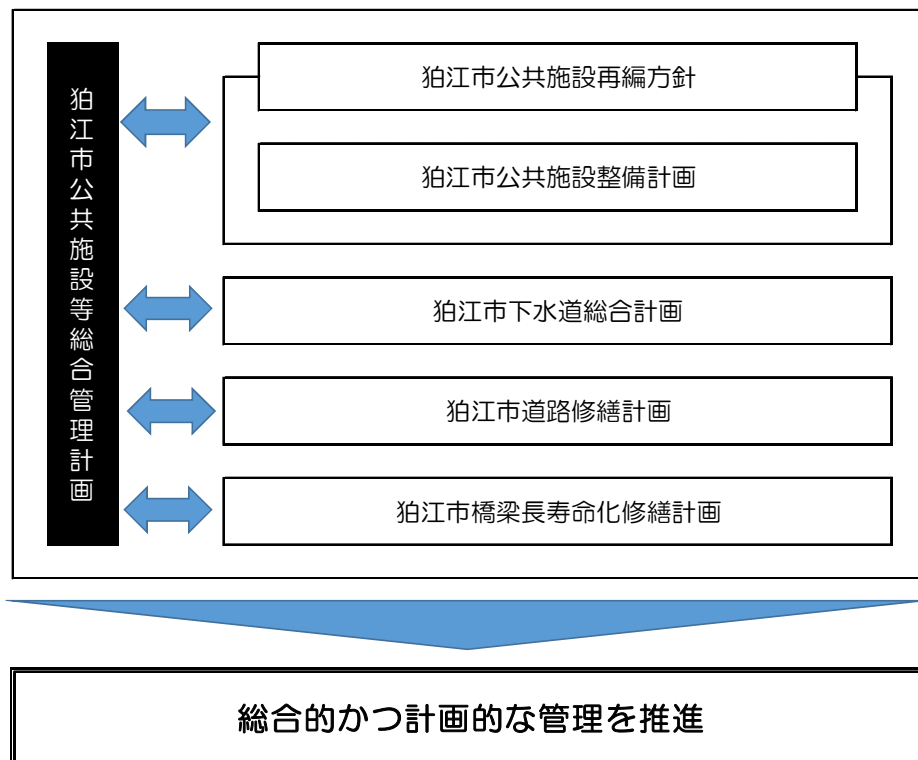 狛江市公共施設等総合管理計画
狛江市公共施設再編方針
狛江市公共施設整備計画
狛江市下水道総合計画
狛江市道路修繕計画
狛江市橋梁長寿命化修繕計画
総合的かつ計画的な管理を推進